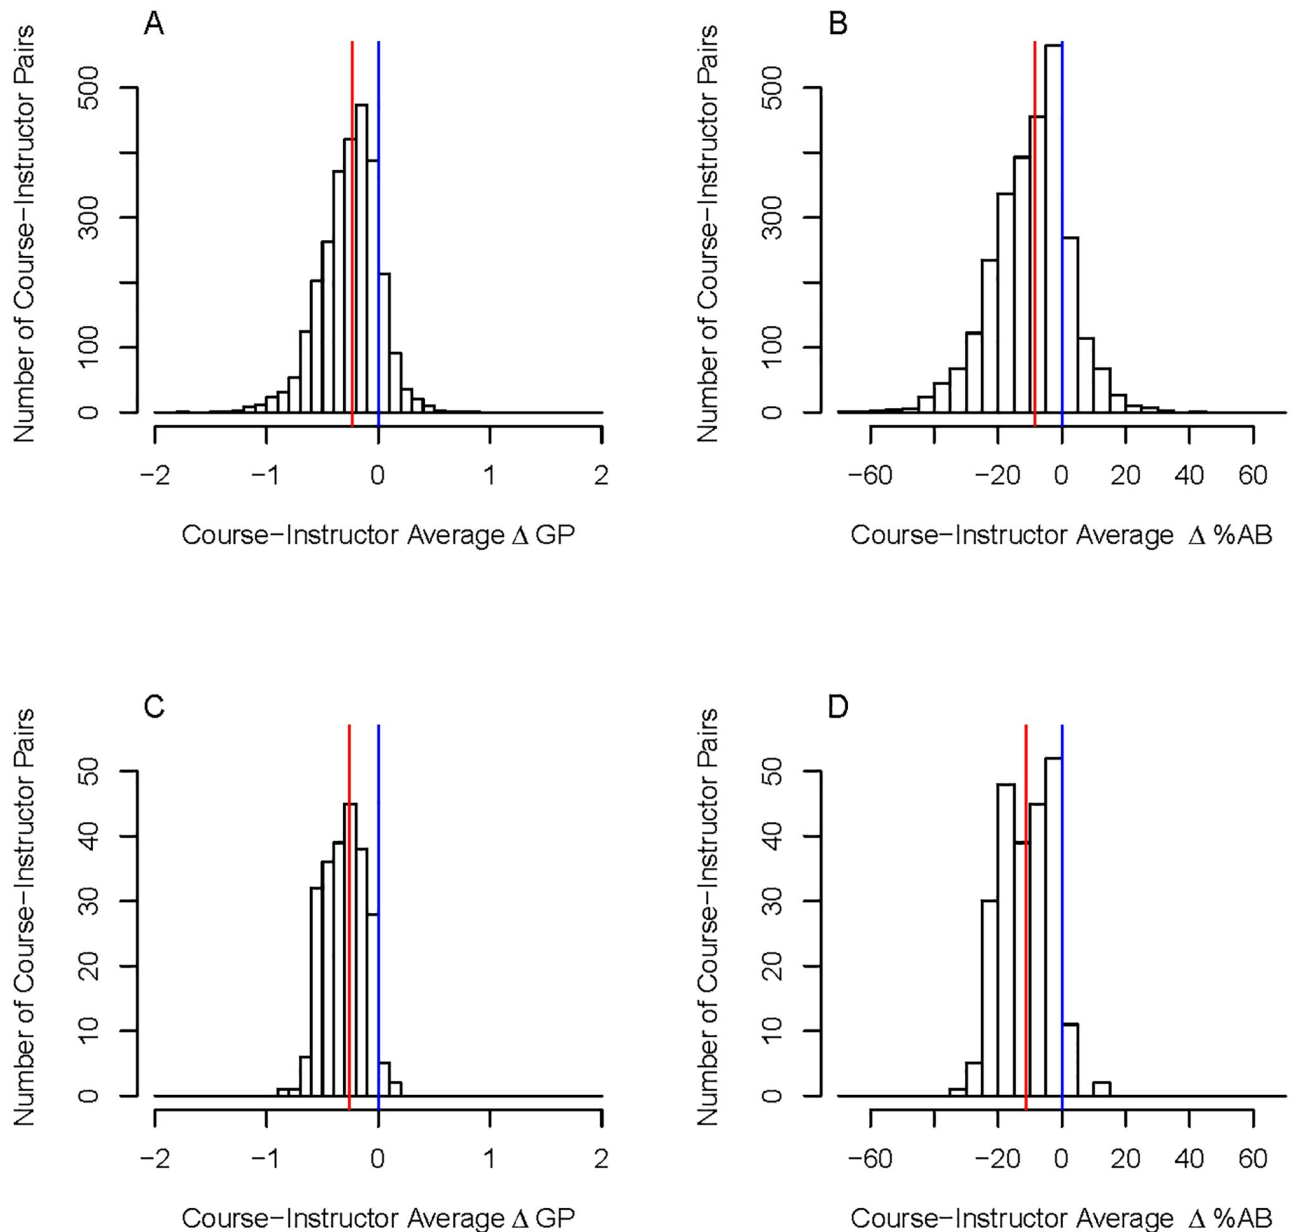 A
Number of Course−Instructor Pairs
500
300
100
0
−2 −1 0 1 2
Course−Instructor Average Δ GP
B
Number of Course−Instructor Pairs
500
300
100
0
−60 −20 0 20 40 60
Course−Instructor Average Δ %AB
C
Number of Course−Instructor Pairs
50
40
30
20
10
0
−2 −1 0 1 2
Course−Instructor Average Δ GP
D
Number of Course−Instructor Pairs
50
40
30
20
10
0
−60 −20 0 20 40 60
Course−Instructor Average Δ %AB